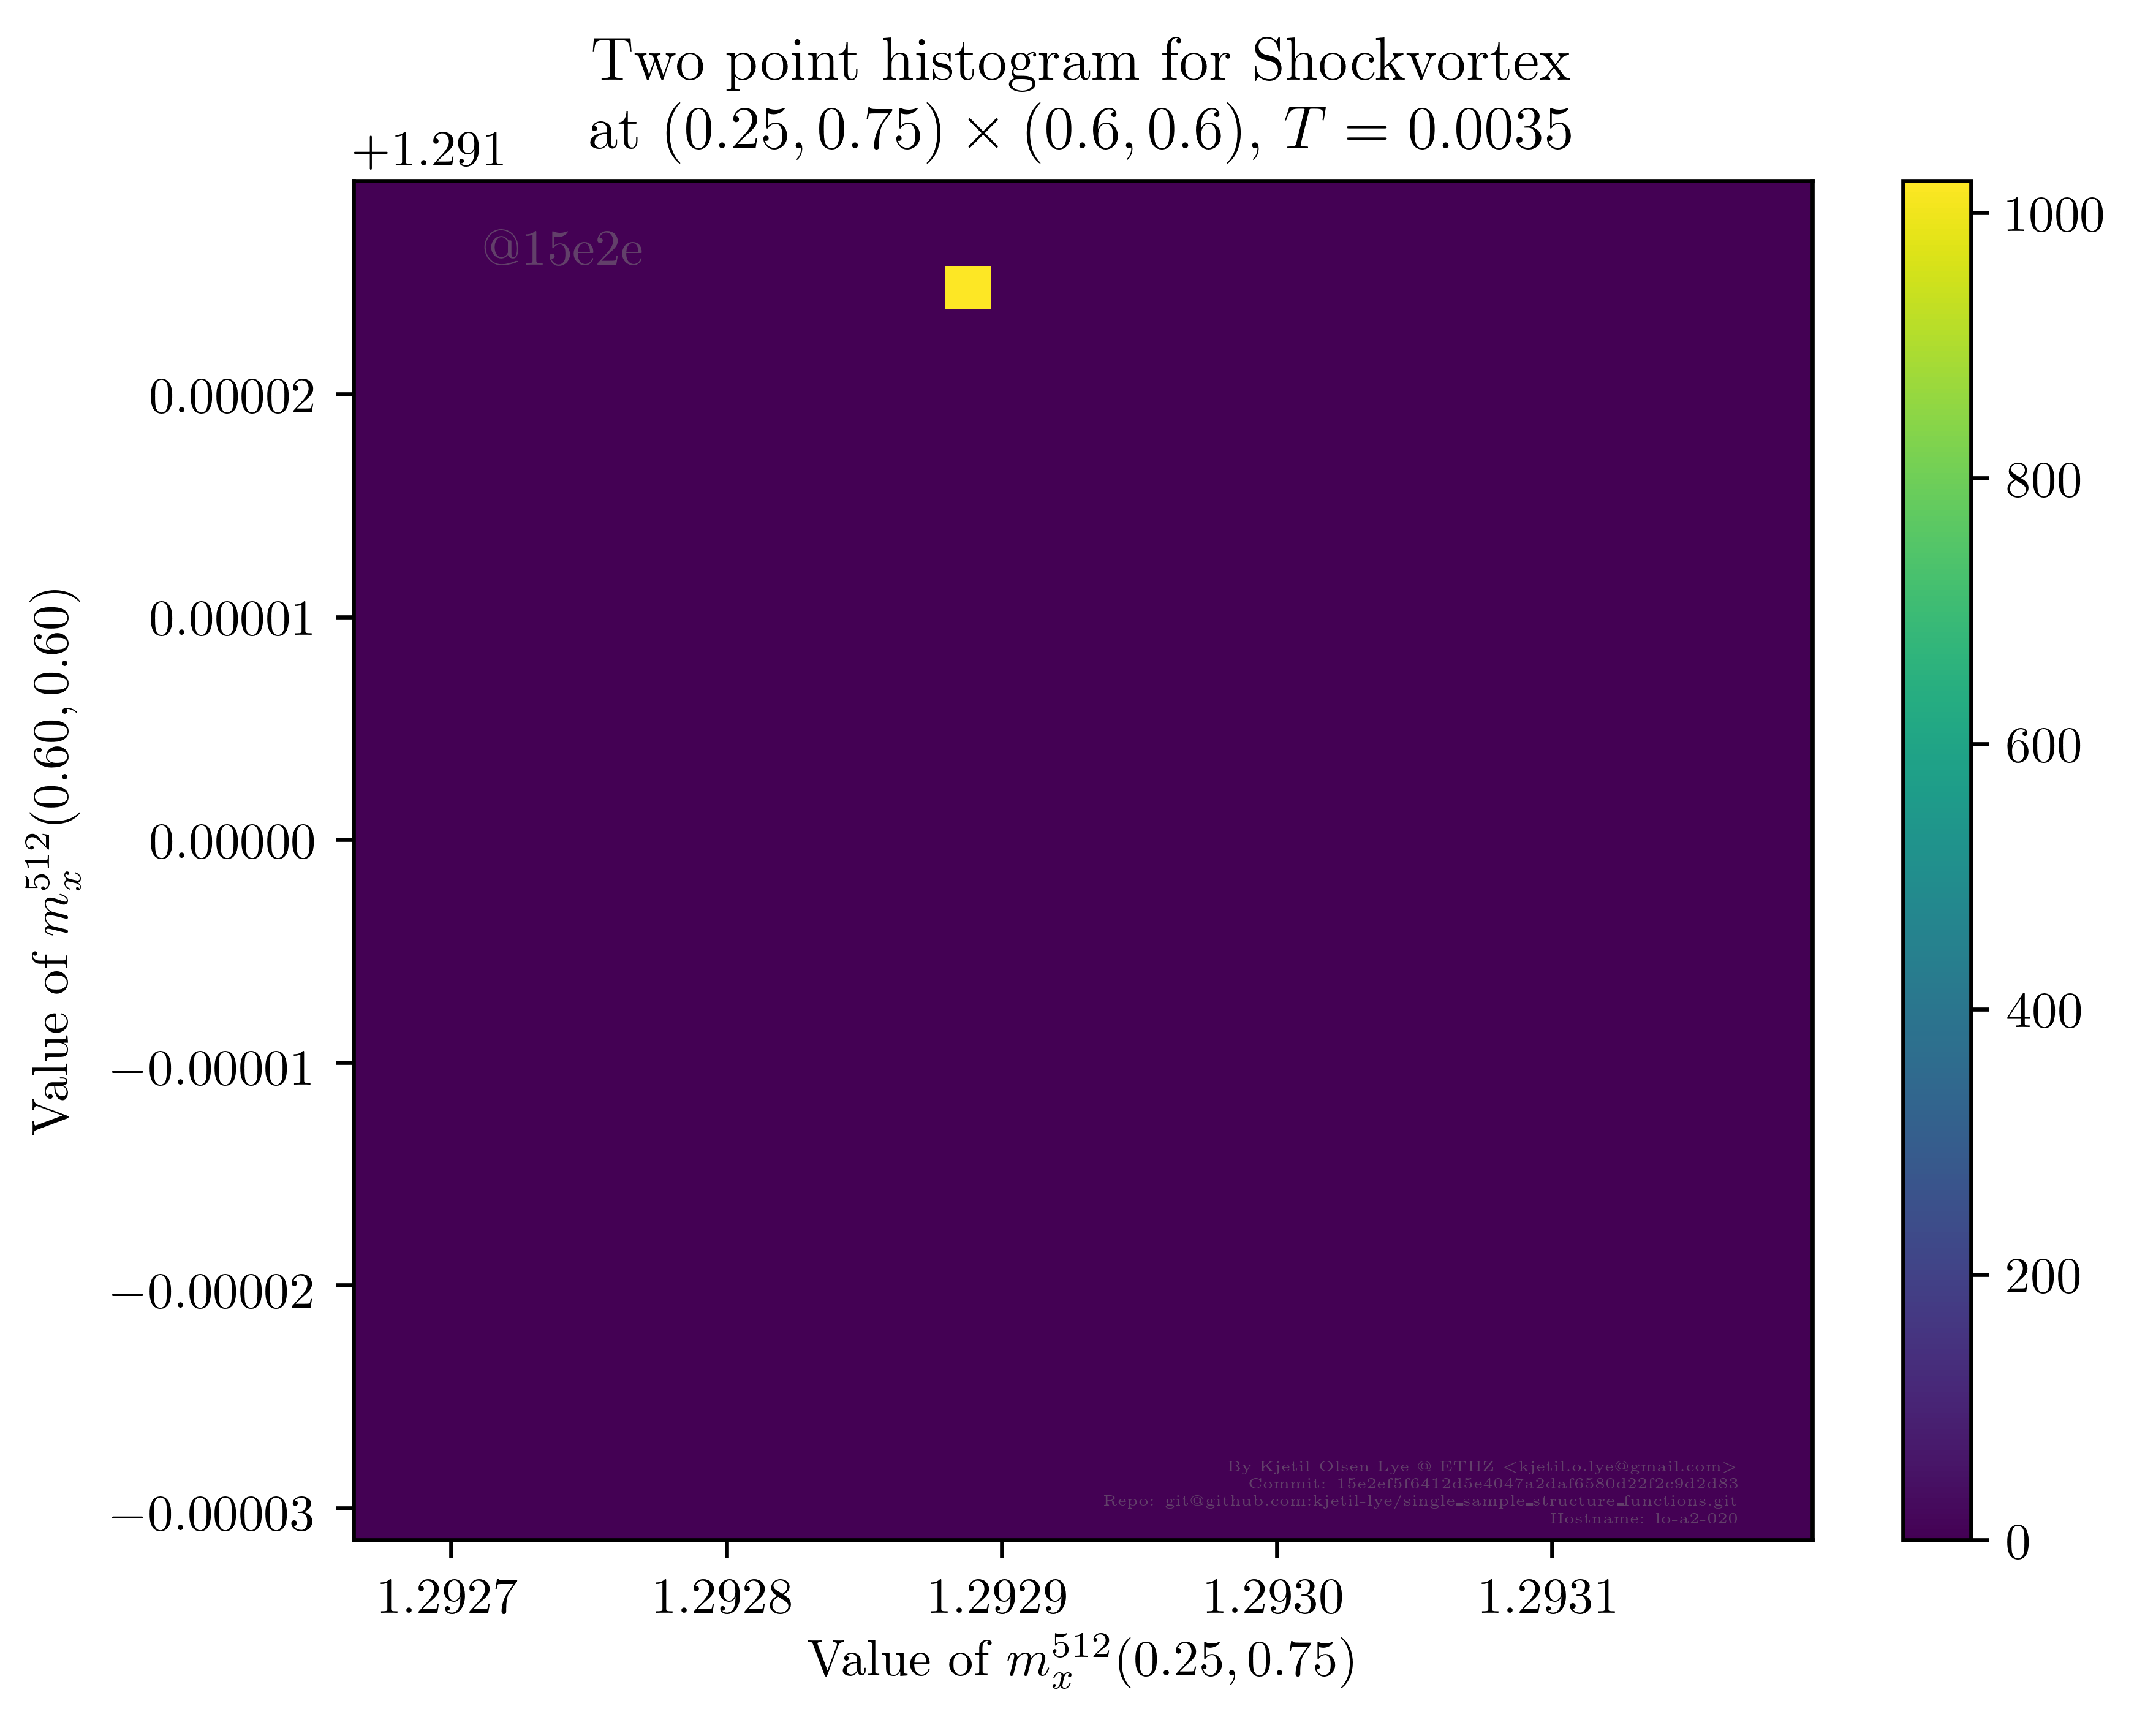 Two point histogram for Shockvortex
at (0.25, 0.75) × (0.6, 0.6), T = 0.0035
+1.291
©15e2e
0.00002
0.00001
0.00000
−0.00001
−0.00002
−0.00003
Value of m_x^512(0.60, 0.60)
1.2927 1.2928 1.2929 1.2930 1.2931
Value of m_x^512(0.25, 0.75)
1000
800
600
400
200
0
By Kjetil Olsen Lye @ ETHZ <kjetil.o.lye@gmail.com>
Commit: 15e2ef5f6412d5e4047a2daf6580d22f2c9d2d83
Repo: git@github.com:kjetil-lye/single_sample_structure_functions.git
Hostname: lo-a2-020